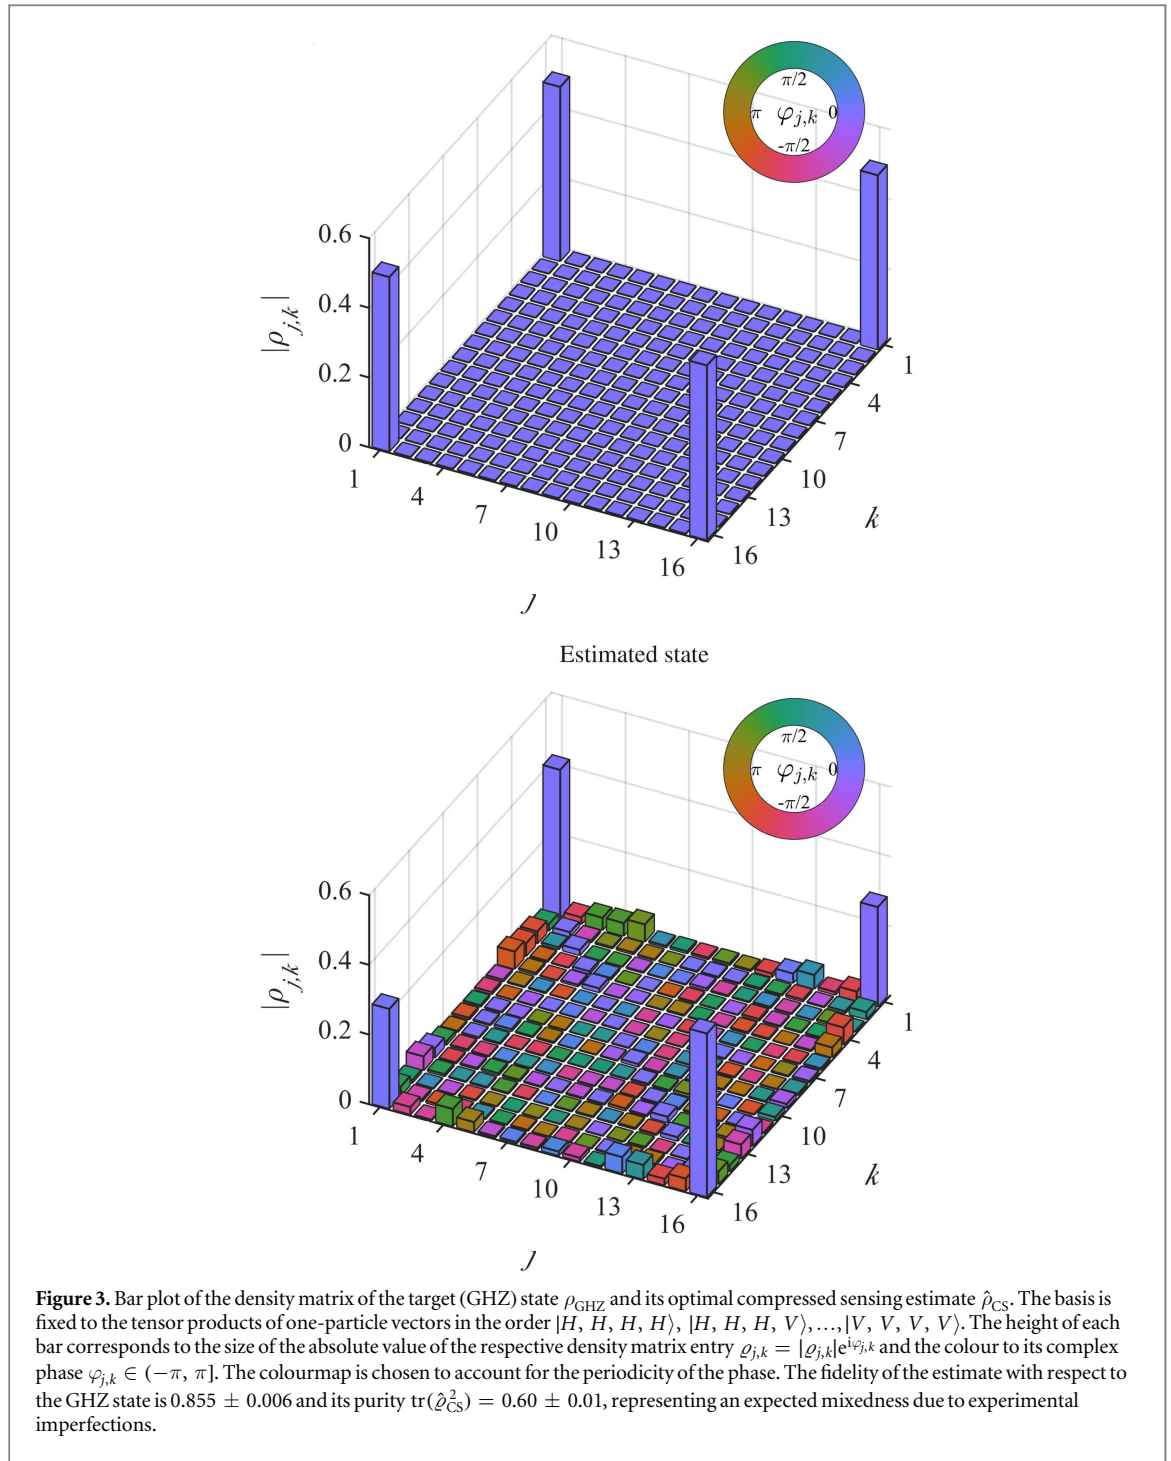 π/2
π φj,k 0
-π/2
0.6
0.4
0.2
0
|ρj,k|
1
4
7
10
13
16
1
4
7
10
13
16
k
J
Estimated state
π/2
π φj,k 0
-π/2
0.6
0.4
0.2
0
|ρj,k|
1
4
7
10
13
16
1
4
7
10
13
16
k
J
Figure 3. Bar plot of the density matrix of the target (GHZ) state ρGHZ and its optimal compressed sensing estimate ρ̂CS. The basis is
fixed to the tensor products of one-particle vectors in the order |H, H, H, H⟩, |H, H, H, V⟩,...,|V, V, V, V⟩. The height of each
bar corresponds to the size of the absolute value of the respective density matrix entry ϱj,k = |ϱj,k|e^iφj,k and the colour to its complex
phase φj,k ∈ (−π, π]. The colourmap is chosen to account for the periodicity of the phase. The fidelity of the estimate with respect to
the GHZ state is 0.855 ± 0.006 and its purity tr(ϱ̂²CS) = 0.60 ± 0.01, representing an expected mixedness due to experimental
imperfections.